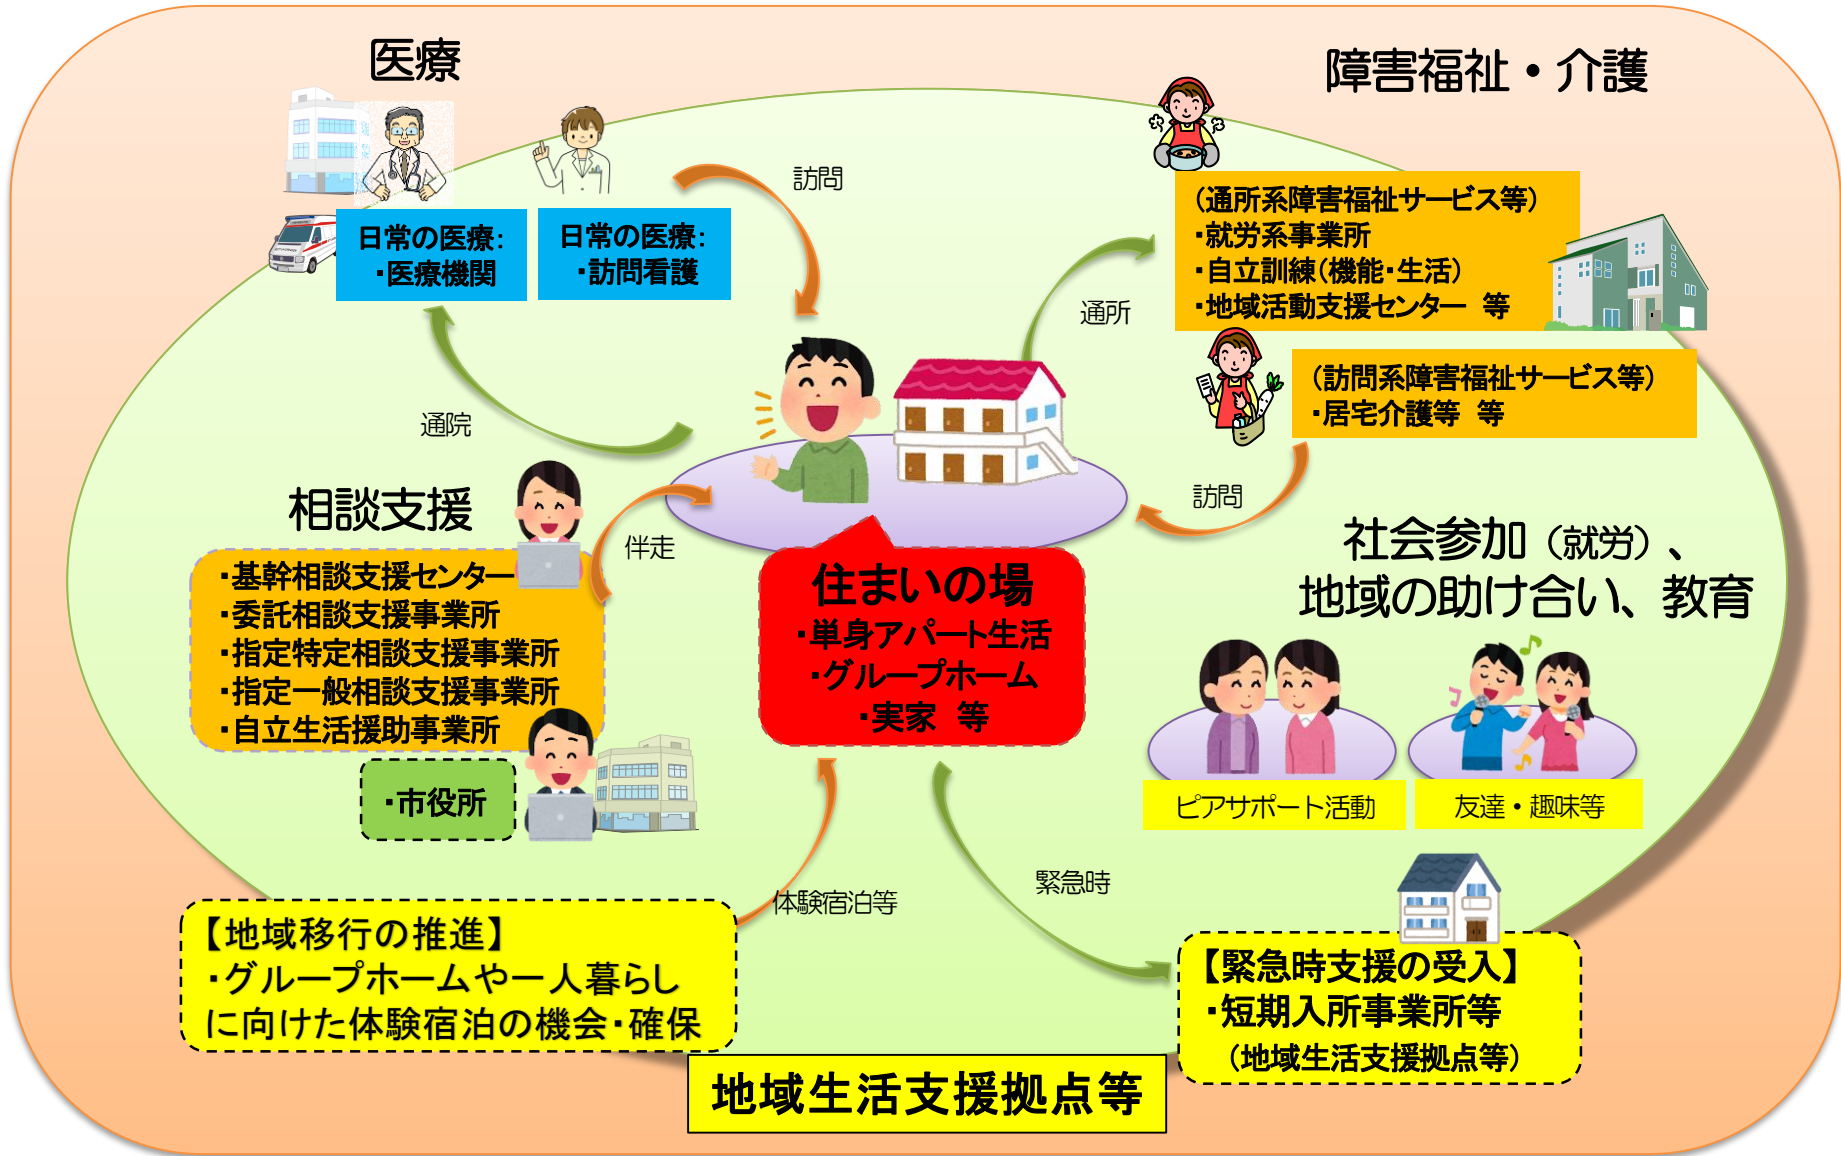 医療
障害福祉・介護
訪問
日常の医療：
・医療機関
日常の医療：
・訪問看護
（通所系障害福祉サービス等）
・就労系事業所
・自立訓練（機能・生活）
・地域活動支援センター　等
通所
（訪問系障害福祉サービス等）
・居宅介護等　等
通院
訪問
相談支援
伴走
・基幹相談支援センター
・委託相談支援事業所
・指定特定相談支援事業所
・指定一般相談支援事業所
・自立生活援助事業所
・市役所
住まいの場
・単身アパート生活
・グループホーム
・実家　等
社会参加（就労）、
地域の助け合い、教育
ピアサポート活動
友達・趣味等
体験宿泊等
緊急時
【地域移行の推進】
・グループホームや一人暮らし
に向けた体験宿泊の機会・確保
【緊急時支援の受入】
・短期入所事業所等
（地域生活支援拠点等）
地域生活支援拠点等